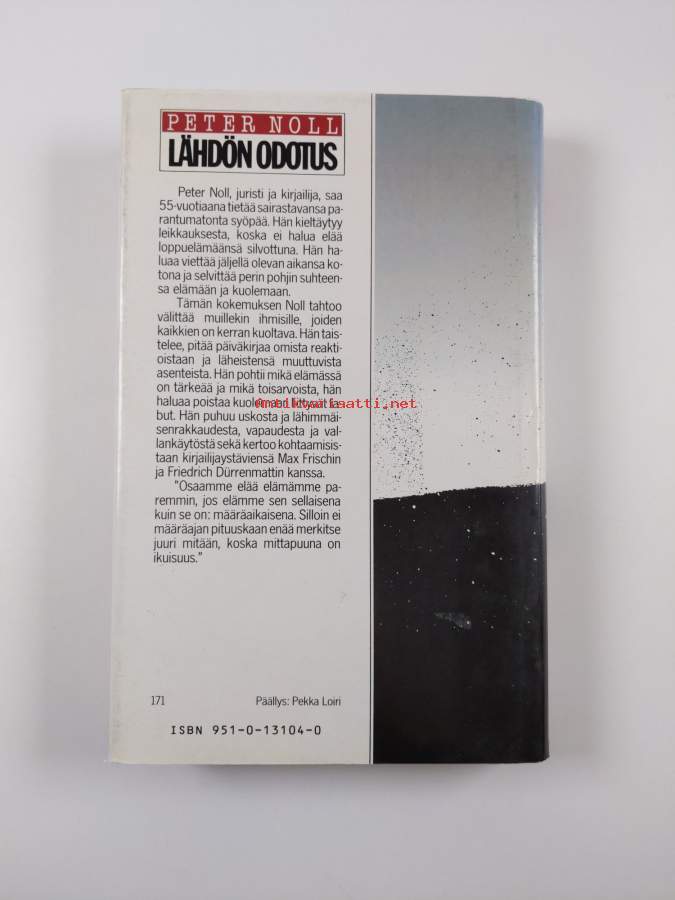 PETER NOLL
LÄHDÖN ODOTUS
Peter Noll, juristi ja kirjailija, saa
55-vuotiaana tietää sairastavansa pa-
rantumatonta syöpää. Hän kieltäytyy
leikkauksesta, koska ei halua elää
loppuelämäänsä silvottuna. Hän ha-
luaa viettää jäljellä olevan aikansa ko-
tona ja selvittää perin pohjin suhteen-
sa elämään ja kuolemaan.
Tämän kokemuksen Noll tahtoo
välittää muillekin ihmisille, joiden
kaikkien on kerran kuoltava. Hän tais-
telee, pitää päiväkirjaa omista reakti-
oistaan ja läheistensä muuttuvista
asenteista. Hän pohtii mikä elämässä
on tärkeää ja mikä toisarvoista, hän
haluaa poistaa kuolemaan liittyvät ta-
but. Hän puhuu uskosta ja lähimmäi-
senrakkaudesta, vapaudesta ja val-
lankäytöstä sekä kertoo kohtaamisis-
taan kirjailijaystäviensä Max Frischin
ja Friedrich Dürrenmattin kanssa.
"Osaamme elää elämämme pa-
remmin, jos elämme sen sellaisena
kuin se on: määräaikaisena. Silloin ei
määräajan pituuskaan enää merkitse
juuri mitään, koska mittapuuna on
ikuisuus."
171 Päällys: Pekka Loiri
ISBN 951-0-13104-0
antikvariaatti.net